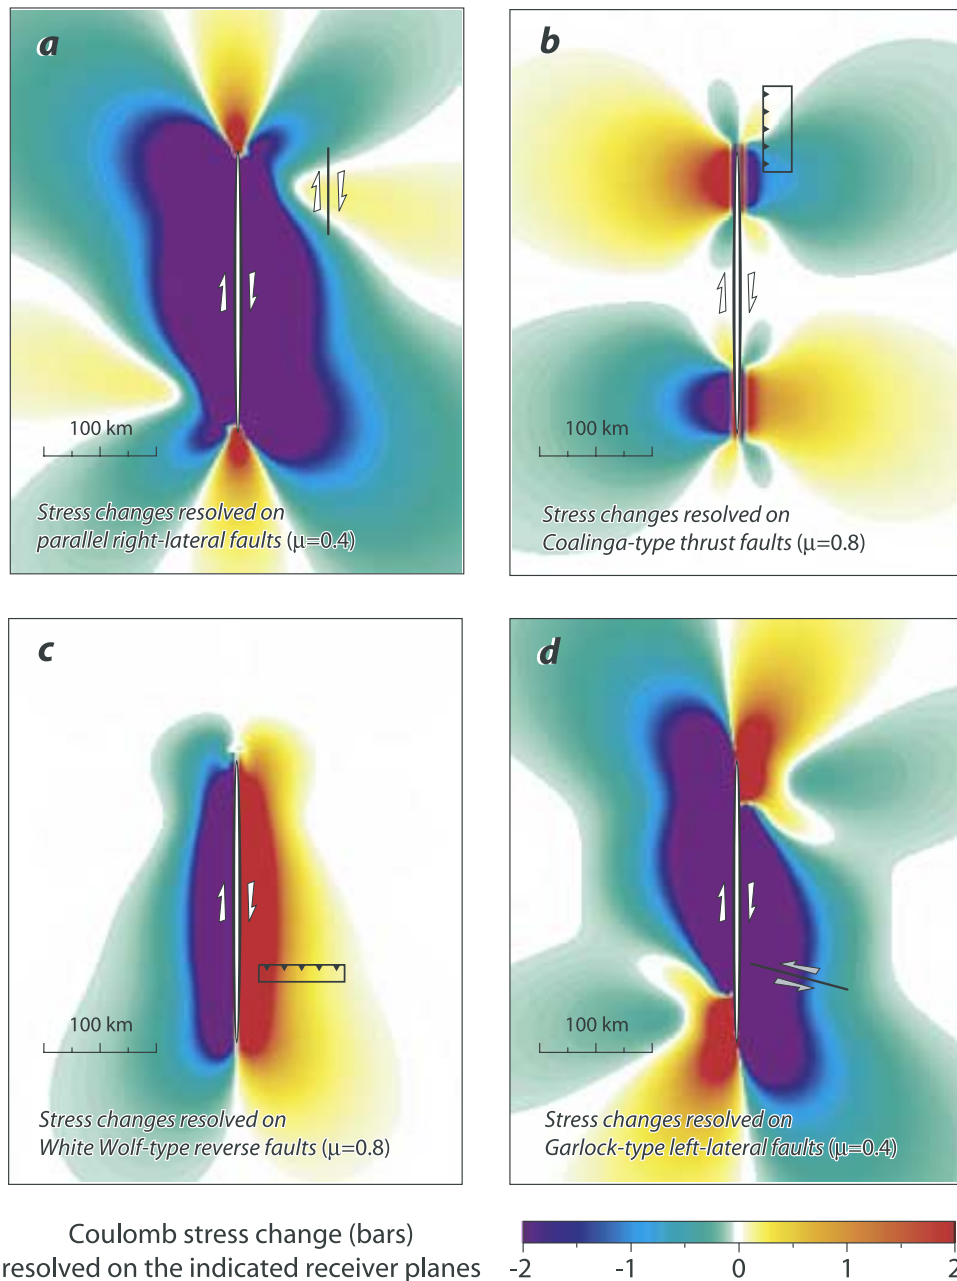 a
b
100 km
100 km
Stress changes resolved on
parallel right-lateral faults (μ=0.4)
Stress changes resolved on
Coalinga-type thrust faults (μ=0.8)
c
d
100 km
100 km
Stress changes resolved on
White Wolf-type reverse faults (μ=0.8)
Stress changes resolved on
Garlock-type left-lateral faults (μ=0.4)
Coulomb stress change (bars)
resolved on the indicated receiver planes
-2 -1 0 1 2